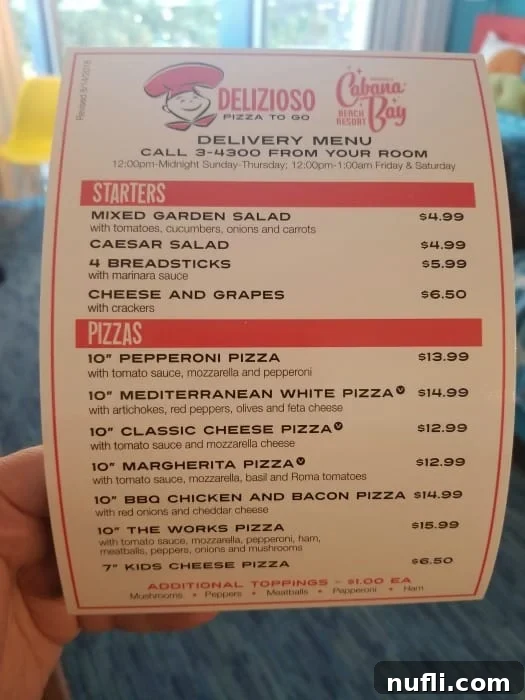 Revised 8/14/2018
DELIZIOSO
PIZZA TO GO
Cabana
Bay
BEACH
RESORT
DELIVERY MENU
CALL 3-4300 FROM YOUR ROOM
12:00pm-Midnight Sunday-Thursday; 12:00pm-1:00am Friday & Saturday
STARTERS
MIXED GARDEN SALAD $4.99
with tomatoes, cucumbers, onions and carrots
CAESAR SALAD $4.99
4 BREADSTICKS $5.99
with marinara sauce
CHEESE AND GRAPES $6.50
with crackers
PIZZAS
10" PEPPERONI PIZZA $13.99
with tomato sauce, mozzarella and pepperoni
10" MEDITERRANEAN WHITE PIZZA V $14.99
with artichokes, red peppers, olives and feta cheese
10" CLASSIC CHEESE PIZZA V $12.99
with tomato sauce and mozzarella cheese
10" MARGHERITA PIZZA V $12.99
with tomato sauce, mozzarella, basil and Roma tomatoes
10" BBQ CHICKEN AND BACON PIZZA $14.99
with red onions and cheddar cheese
10" THE WORKS PIZZA $15.99
with tomato sauce, mozzarella, pepperoni, ham,
meatballs, peppers, onions and mushrooms
7" KIDS CHEESE PIZZA $6.50
ADDITIONAL TOPPINGS - $1.00 EA
Mushrooms • Peppers • Meatballs • Pepperoni • Ham
nufli.com